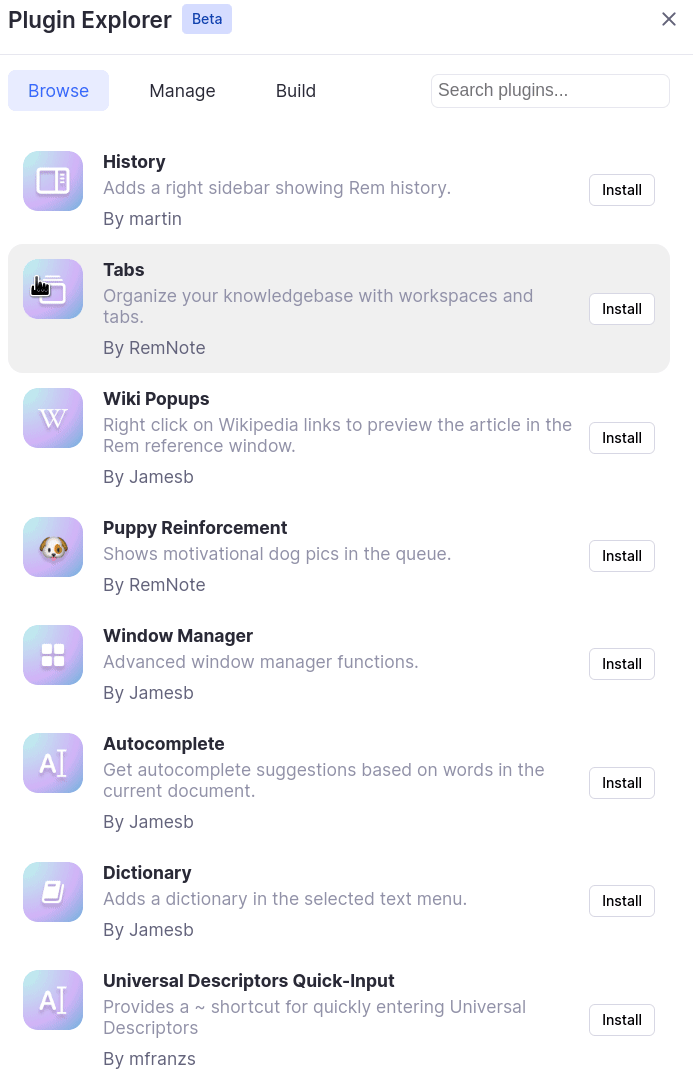 Plugin Explorer Beta
Browse Manage Build Search plugins...
History
Adds a right sidebar showing Rem history.
By martin
Install
Tabs
Organize your knowledgebase with workspaces and
tabs.
By RemNote
Install
W
Wiki Popups
Right click on Wikipedia links to preview the article in the
Rem reference window.
By Jamesb
Install
Puppy Reinforcement
Shows motivational dog pics in the queue.
By RemNote
Install
Window Manager
Advanced window manager functions.
By Jamesb
Install
A
Autocomplete
Get autocomplete suggestions based on words in the
current document.
By Jamesb
Install
Dictionary
Adds a dictionary in the selected text menu.
By Jamesb
Install
A
Universal Descriptors Quick-Input
Provides a ~ shortcut for quickly entering Universal
Descriptors
By mfranzs
Install